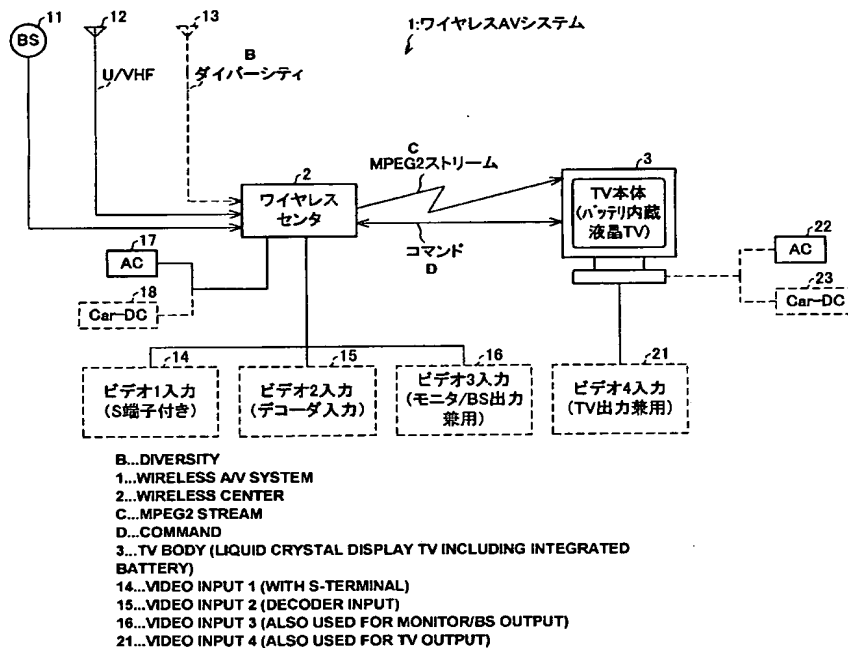 11
12
13
BS
1:ワイヤレスAVシステム
U/VHF
B
ダイバーシティ
2
C
MPEG2ストリーム
3
ワイヤレス
センタ
TV本体
(バッテリ内蔵
液晶TV)
コマンド
D
17
AC
18
Car-DC
22
AC
23
Car-DC
14
15
16
21
ビデオ1入力
(S端子付き)
ビデオ2入力
(デコーダ入力)
ビデオ3入力
(モニタ/BS出力
兼用)
ビデオ4入力
(TV出力兼用)
B...DIVERSITY
1...WIRELESS A/V SYSTEM
2...WIRELESS CENTER
C...MPEG2 STREAM
D...COMMAND
3...TV BODY (LIQUID CRYSTAL DISPLAY TV INCLUDING INTEGRATED
BATTERY)
14...VIDEO INPUT 1 (WITH S-TERMINAL)
15...VIDEO INPUT 2 (DECODER INPUT)
16...VIDEO INPUT 3 (ALSO USED FOR MONITOR/BS OUTPUT)
21...VIDEO INPUT 4 (ALSO USED FOR TV OUTPUT)